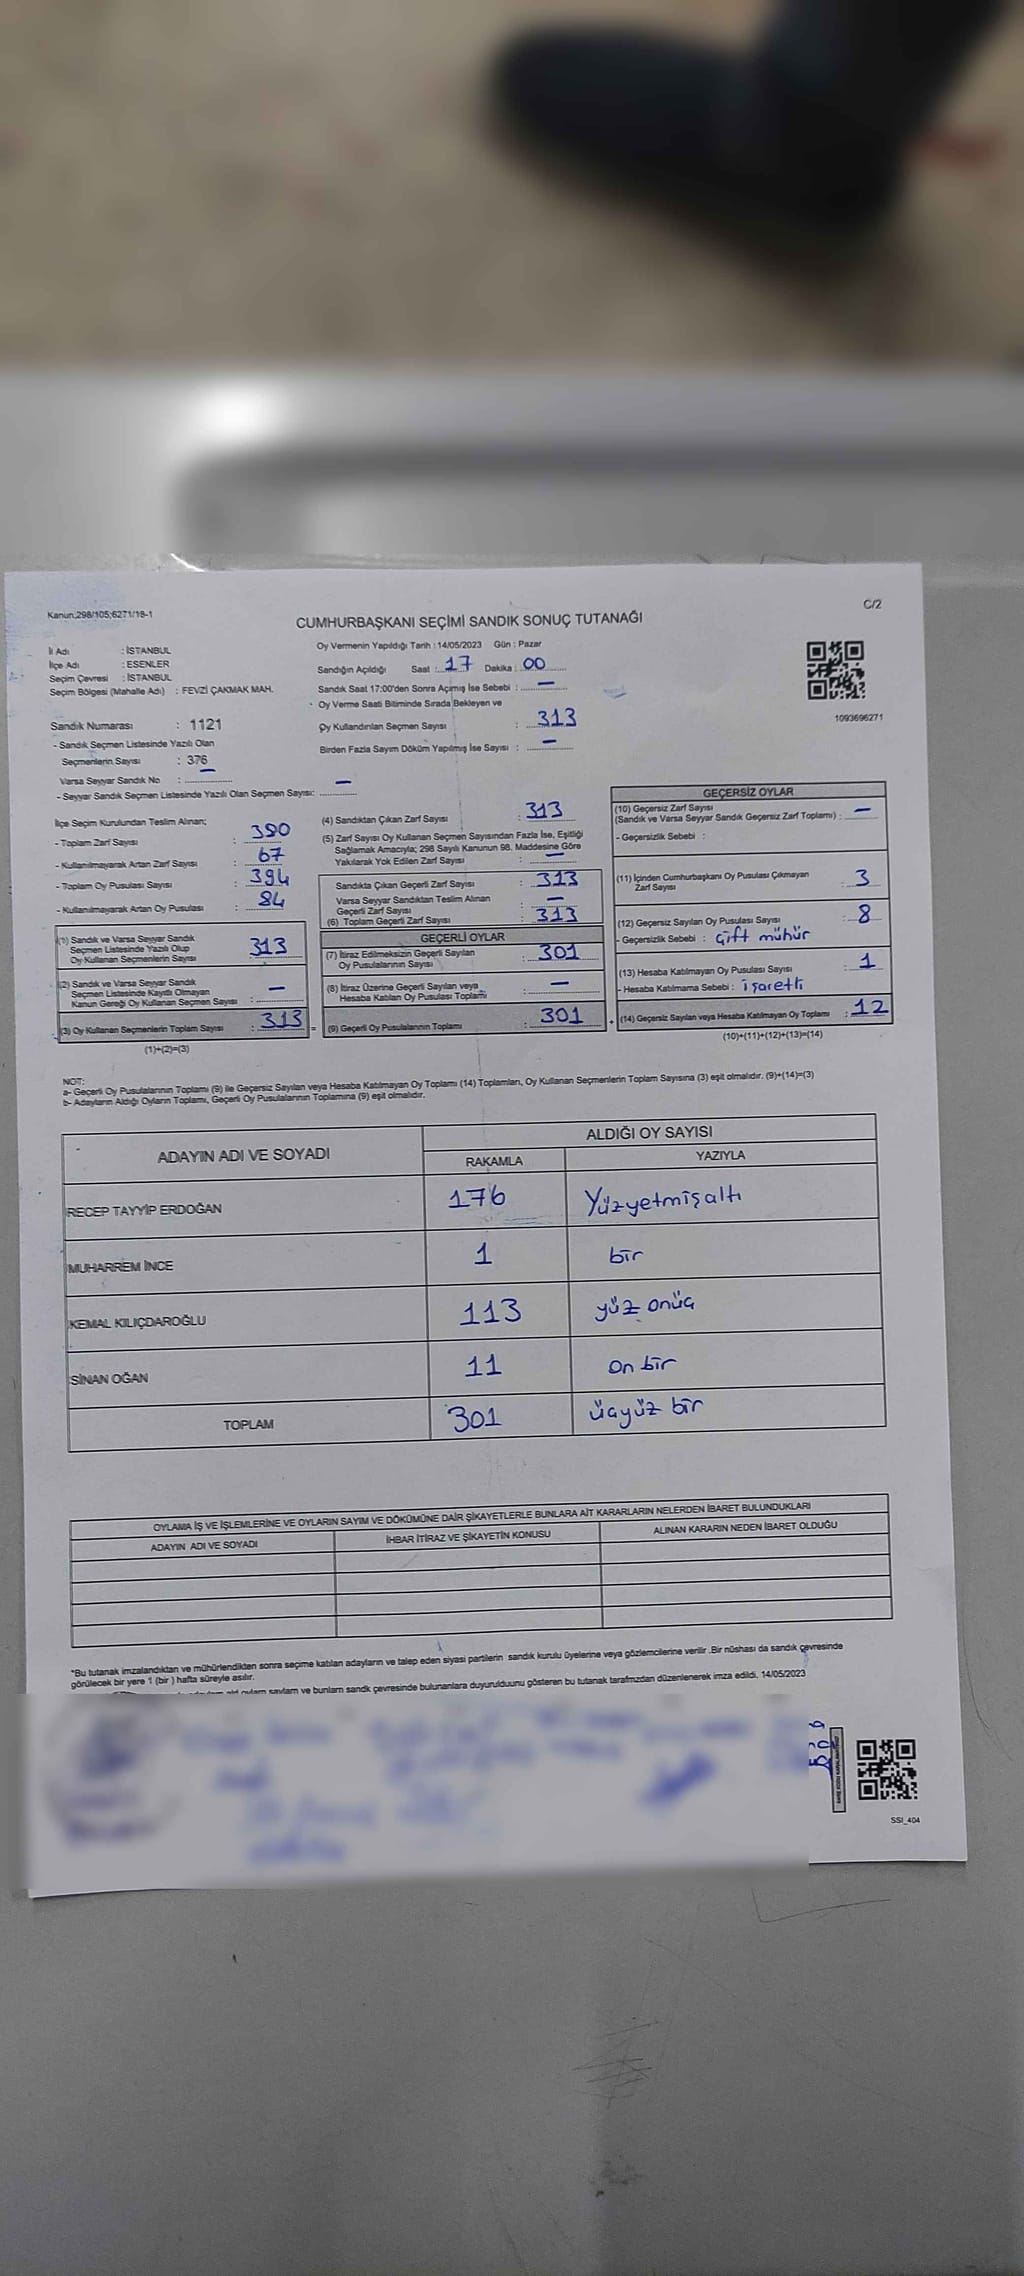 Kanun:298/105;6271/18-1
C/2
CUMHURBAŞKANI SEÇİMİ SANDIK SONUÇ TUTANAĞI
İl Adı : İSTANBUL
İlçe Adı : ESENLER
Seçim Çevresi : İSTANBUL
Seçim Bölgesi (Mahalle Adı) : FEVZİ ÇAKMAK MAH.
Sandık Numarası : 1121
- Sandık Seçmen Listesinde Yazılı Olan
Seçmenlerin Sayısı : 376
Varsa Seyyar Sandık No : —
- Seyyar Sandık Seçmen Listesinde Yazılı Olan Seçmen Sayısı: —
Oy Vermenin Yapıldığı Tarih : 14/05/2023 Gün : Pazar
Sandığın Açıldığı Saat : 17 Dakika : 00
Sandık Saat 17:00'den Sonra Açımış İse Sebebi : —
- Oy Verme Saati Bitiminde Sırada Bekleyen ve
Oy Kullandırılan Seçmen Sayısı : 313
Birden Fazla Sayım Döküm Yapılmış İse Sayısı : —
1093696271
İlçe Seçim Kurulundan Teslim Alınan;
- Toplam Zarf Sayısı : 380
- Kullanılmayarak Artan Zarf Sayısı : 67
- Toplam Oy Pusulası Sayısı : 394
- Kullanılmayarak Artan Oy Pusulası : 84
(1) Sandık ve Varsa Seyyar Sandık
Seçmen Listesinde Yazılı Olup
Oy Kullanan Seçmenlerin Sayısı : 313
(2) Sandık ve Varsa Seyyar Sandık
Seçmen Listesinde Kayıtlı Olmayan
Kanun Gereği Oy Kullanan Seçmen Sayısı : —
(3) Oy Kullanan Seçmenlerin Toplam Sayısı : 313 =
(1)+(2)=(3)
(4) Sandıktan Çıkan Zarf Sayısı : 313
(5) Zarf Sayısı Oy Kullanan Seçmen Sayısından Fazla İse, Eşitliği
Sağlamak Amacıyla; 298 Sayılı Kanunun 98. Maddesine Göre
Yakılarak Yok Edilen Zarf Sayısı : —
Sandıkta Çıkan Geçerli Zarf Sayısı : 313
Varsa Seyyar Sandıktan Teslim Alınan
Geçerli Zarf Sayısı : —
(6) Toplam Geçerli Zarf Sayısı : 313
GEÇERLİ OYLAR
(7) İtiraz Edilmeksizin Geçerli Sayılan
Oy Pusulalarının Sayısı : 301
(8) İtiraz Üzerine Geçerli Sayılan veya
Hesaba Katılan Oy Pusulası Toplamı : —
(9) Geçerli Oy Pusulalarının Toplamı : 301 +
GEÇERSİZ OYLAR
(10) Geçersiz Zarf Sayısı
(Sandık ve Varsa Seyyar Sandık Geçersiz Zarf Toplamı) : —
- Geçersizlik Sebebi :
(11) İçinden Cumhurbaşkanı Oy Pusulası Çıkmayan
Zarf Sayısı : 3
(12) Geçersiz Sayılan Oy Pusulası Sayısı : 8
- Geçersizlik Sebebi : Çift mühür
(13) Hesaba Katılmayan Oy Pusulası Sayısı : 1
- Hesaba Katılmama Sebebi : işaretli
(14) Geçersiz Sayılan veya Hesaba Katılmayan Oy Toplamı : 12
(10)+(11)+(12)+(13)=(14)
NOT:
a- Geçerli Oy Pusulalarının Toplamı (9) ile Geçersiz Sayılan veya Hesaba Katılmayan Oy Toplamı (14) Toplamları, Oy Kullanan Seçmenlerin Toplam Sayısına (3) eşit olmalıdır. (9)+(14)=(3)
b- Adayların Aldığı Oyların Toplamı, Geçerli Oy Pusulalarının Toplamına (9) eşit olmalıdır.
ADAYIN ADI VE SOYADI
ALDIĞI OY SAYISI
RAKAMLA YAZIYLA
RECEP TAYYİP ERDOĞAN 176 Yüzyetmişaltı
MUHARREM İNCE 1 bir
KEMAL KILIÇDAROĞLU 113 yüz onüç
SİNAN OĞAN 11 on bir
TOPLAM 301 üçyüz bir
OYLAMA İŞ VE İŞLEMLERİNE VE OYLARIN SAYIM VE DÖKÜMÜNE DAİR ŞİKAYETLERLE BUNLARA AİT KARARLARIN NELERDEN İBARET BULUNDUKLARI
ADAYIN ADI VE SOYADI İHBAR İTİRAZ VE ŞİKAYETİN KONUSU ALINAN KARARIN NEDEN İBARET OLDUĞU
*Bu tutanak imzalandıktan ve mühürlendikten sonra seçime katılan adayların ve talep eden siyasi partilerin sandık kurulu üyelerine veya gözlemcilerine verilir .Bir nüshası da sandık çevresinde
görülecek bir yere 1 (bir ) hafta süreyle asılır.
ve bunların sandık çevresinde bulunanlara duyurulduunu gösteren bu tutanak tarafımızdan düzenlenerek imza edildi. 14/05/2023
SSI_404